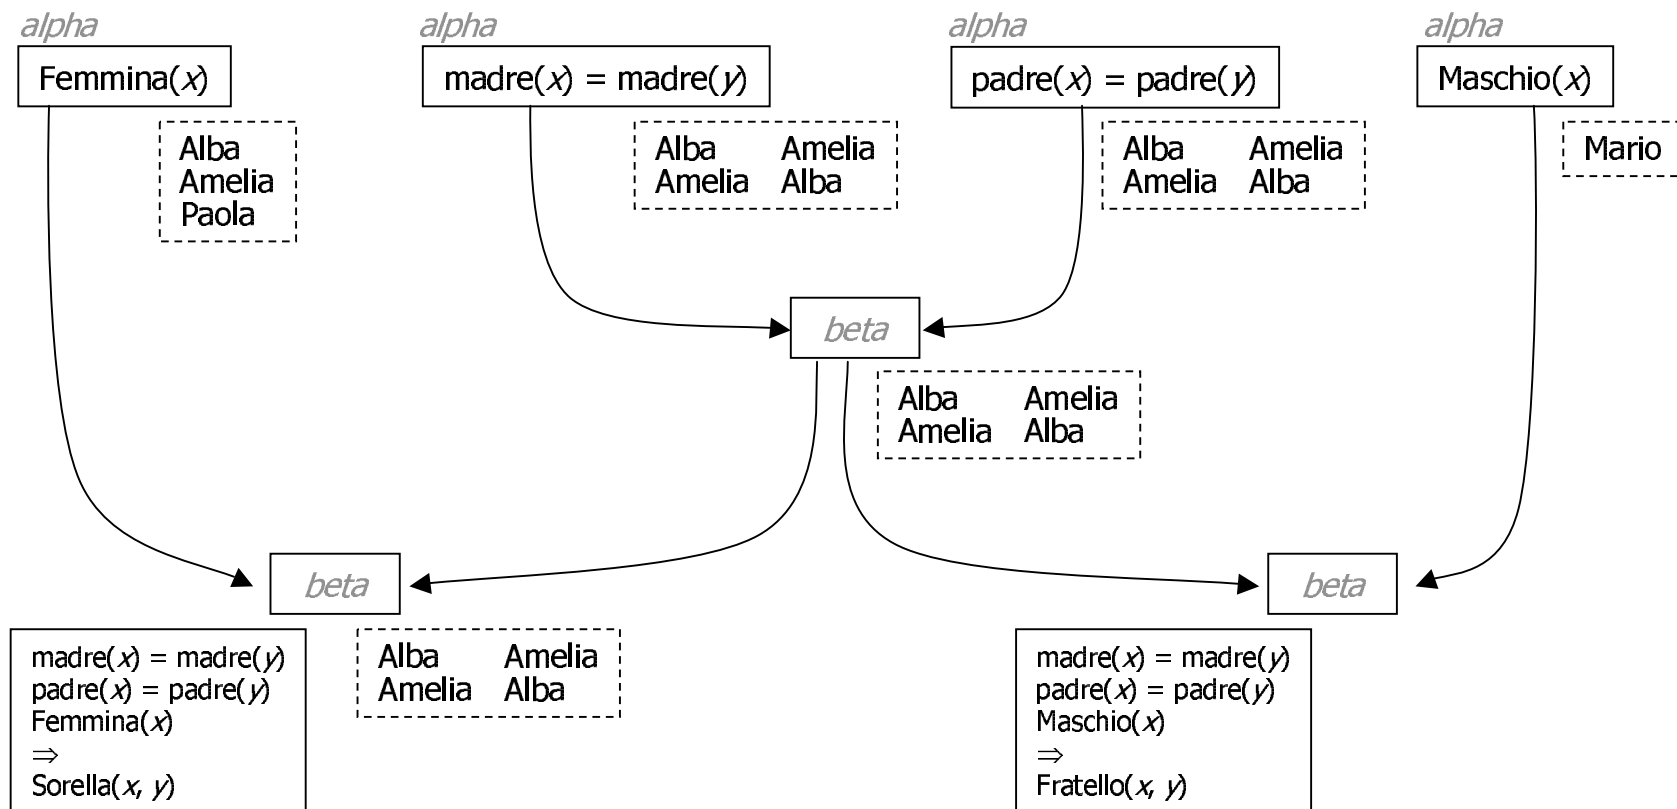 alpha
Femmina(x)
Alba
Amelia
Paola
alpha
madre(x) = madre(y)
Alba Amelia
Amelia Alba
alpha
padre(x) = padre(y)
Alba Amelia
Amelia Alba
alpha
Maschio(x)
Mario
beta
Alba Amelia
Amelia Alba
beta
Alba Amelia
Amelia Alba
madre(x) = madre(y)
padre(x) = padre(y)
Femmina(x)
⇒
Sorella(x, y)
beta
madre(x) = madre(y)
padre(x) = padre(y)
Maschio(x)
⇒
Fratello(x, y)